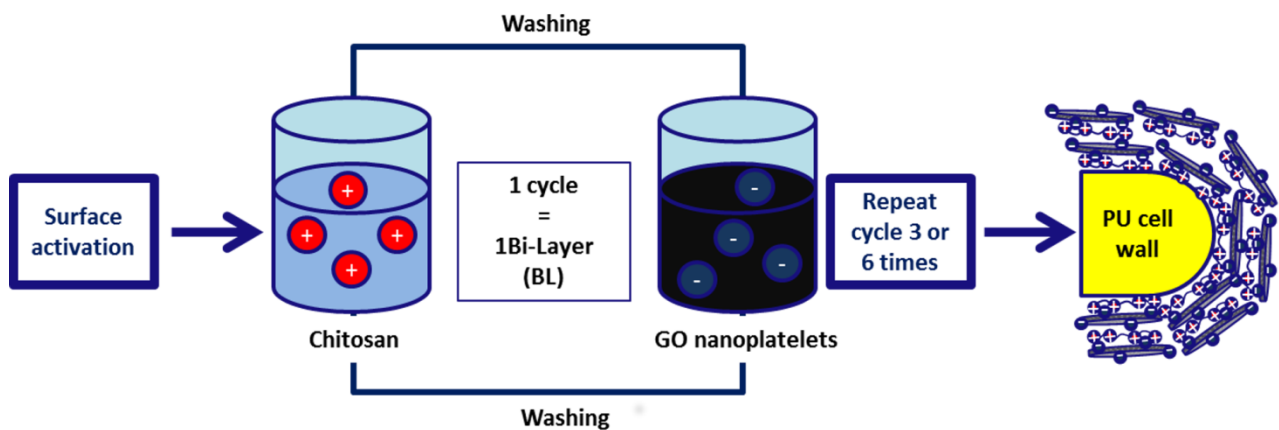 Washing
Surface
activation
+
+
+
+
Chitosan
1 cycle
=
1Bi-Layer
(BL)
-
-
-
-
GO nanoplatelets
Repeat
cycle 3 or
6 times
PU cell
wall
Washing